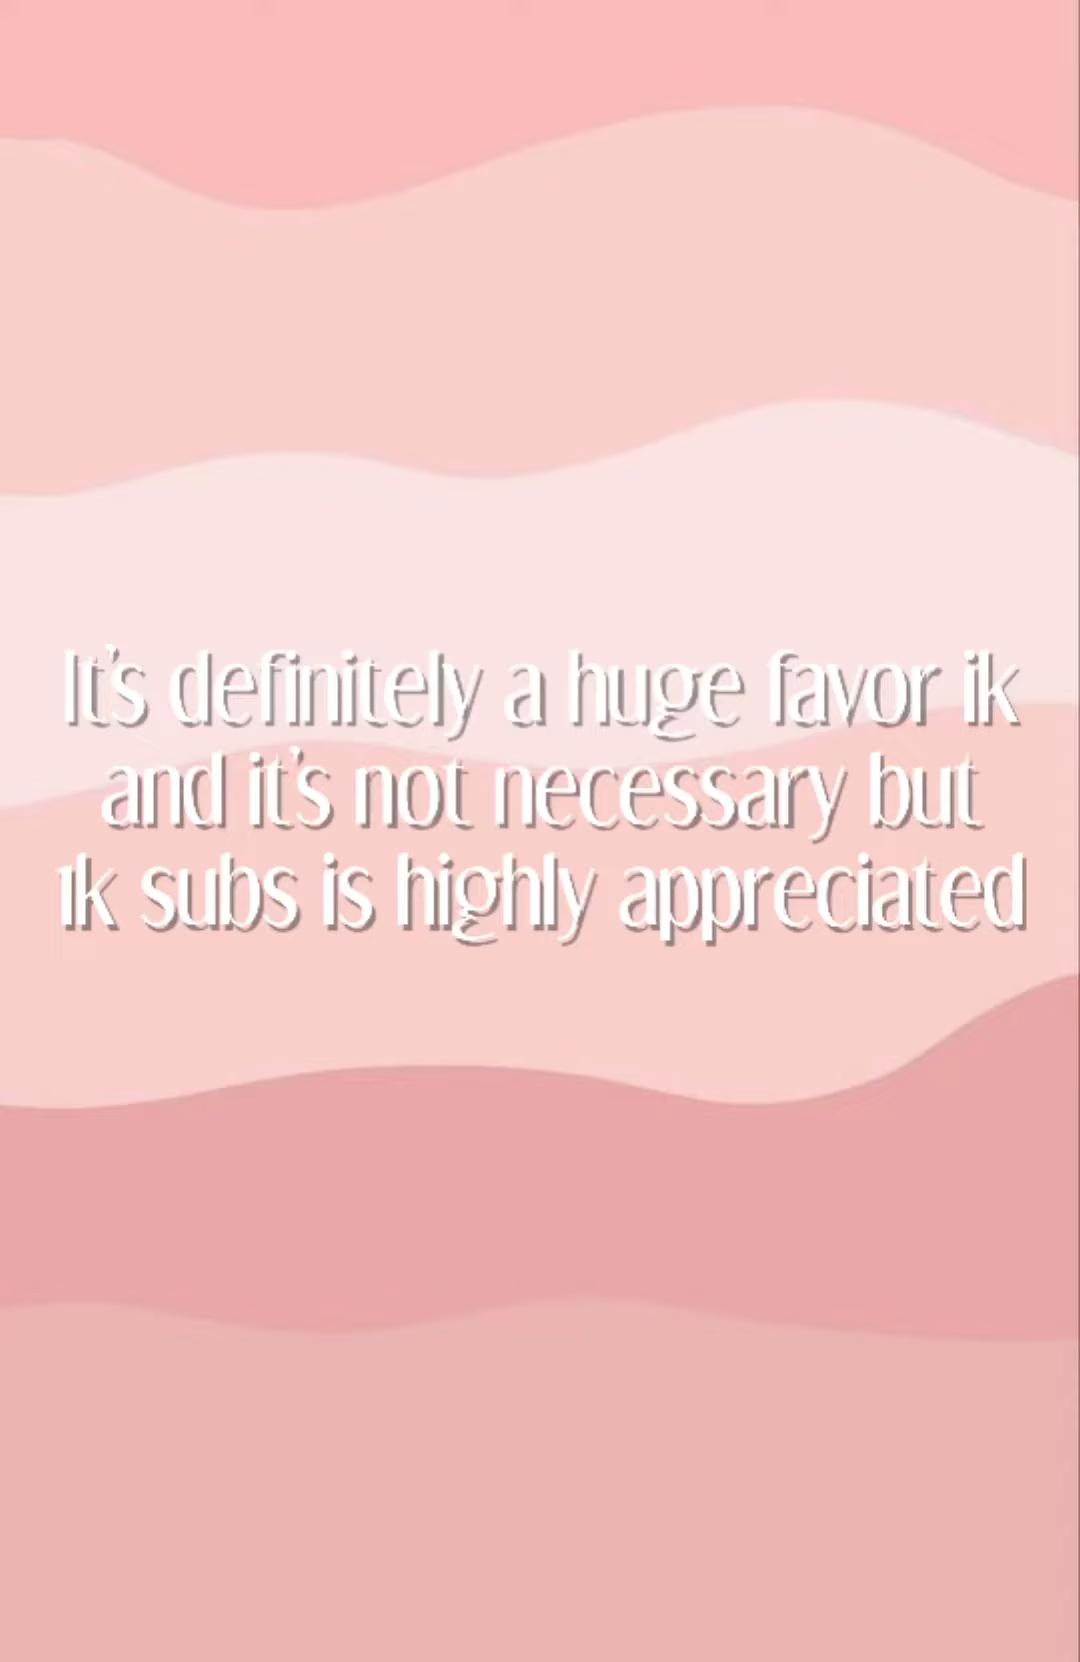 It's definitely a huge favor ik
and it's not necessary but
1k subs is highly appreciated